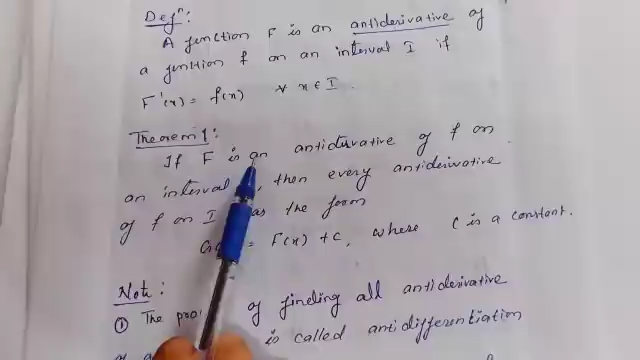 Defⁿ:
A function F is an antiderivative of
a function f on an interval I if
F'(x) = f(x) ∀ x ∈ I.
Theorem 1:
If F is an antiderivative of f on
an interval, then every antiderivative
of f on I as the form
= F(x) + C, where C is a constant.
Note:
① The of finding all antiderivative
is called antidifferentiation